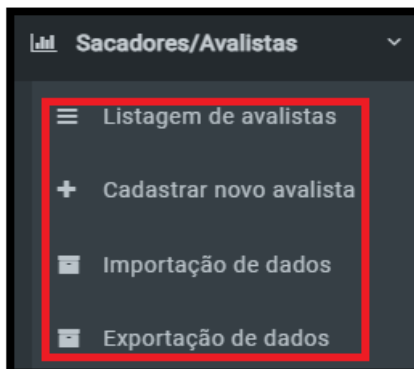 Sacadores/Avalistas
Listagem de avalistas
Cadastrar novo avalista
Importação de dados
Exportação de dados